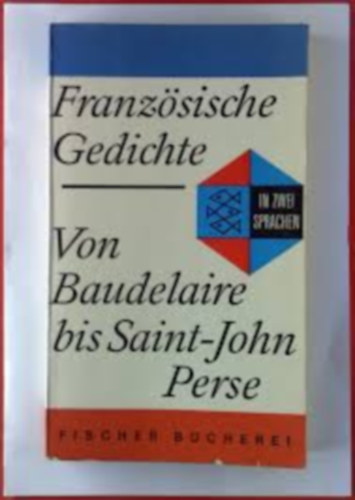 Französische
Gedichte
IN ZWEI
SPRACHEN
Von
Baudelaire
bis Saint-John
Perse
FISCHER BÜCHEREI